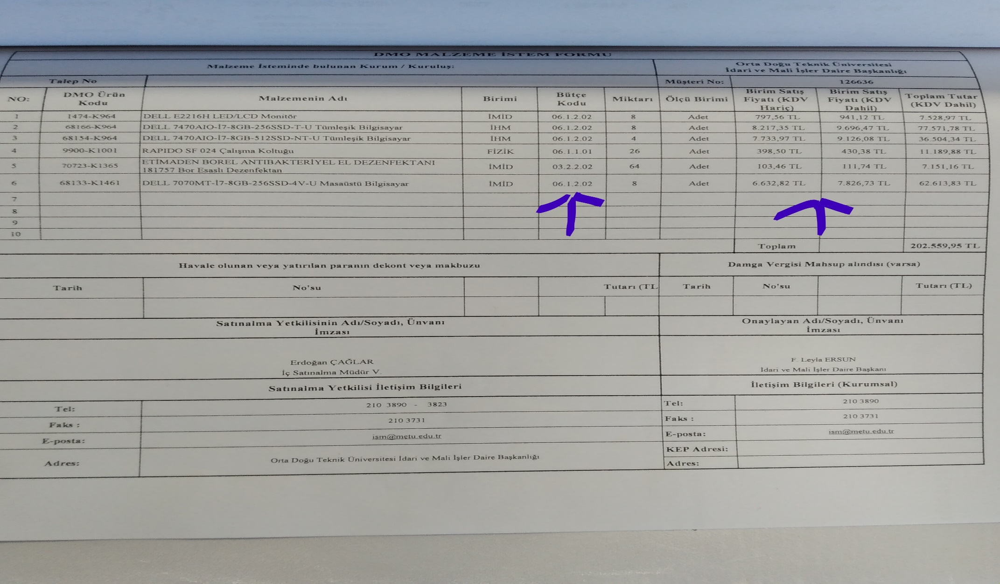 DMO MALZEME İSTEM FORMU
Malzeme İsteminde bulunan Kurum / Kuruluş:
Orta Doğu Teknik Üniversitesi
İdari ve Mali İşler Daire Başkanlığı
Talep No Müşteri No: 126636
NO: DMO Ürün Kodu Malzemenin Adı Birimi Bütçe Kodu Miktarı Ölçü Birimi Birim Satış Fiyatı (KDV Hariç) Birim Satış Fiyatı (KDV Dahil) Toplam Tutar (KDV Dahil)
1 1474-K964 DELL E2216H LED/LCD Monitör İMİD 06.1.2.02 8 Adet 797,56 TL 941,12 TL 7.528,97 TL
2 68166-K964 DELL 7470AIO-İ7-8GB-256SSD-T-U Tümleşik Bilgisayar İHM 06.1.2.02 8 Adet 8.217,35 TL 9.696,47 TL 77.571,78 TL
3 68154-K964 DELL 7470AIO-İ7-8GB-512SSD-NT-U Tümleşik Bilgisayar İHM 06.1.2.02 4 Adet 7.733,97 TL 9.126,08 TL 36.504,34 TL
4 9900-K1001 RAPIDO SF 024 Çalışma Koltuğu FİZİK 06.1.1.01 26 Adet 398,50 TL 430,38 TL 11.189,88 TL
5 70723-K1365 ETİMADEN BOREL ANTIBAKTERİYEL EL DEZENFEKTANI
181757 Bor Esaslı Dezenfektan İMİD 03.2.2.02 64 Adet 103,46 TL 111,74 TL 7.151,16 TL
6 68133-K1461 DELL 7070MT-İ7-8GB-256SSD-4V-U Masaüstü Bilgisayar İMİD 06.1.2.02 8 Adet 6.632,82 TL 7.826,73 TL 62.613,83 TL
7
8
9
10
Toplam 202.559,95 TL
Havale olunan veya yatırılan paranın dekont veya makbuzu Damga Vergisi Mahsup alındısı (varsa)
Tarih No'su Tutarı (TL Tarih No'su Tutarı (TL)
Satınalma Yetkilisinin Adı/Soyadı, Ünvanı
İmzası
Onaylayan Adı/Soyadı, Ünvanı
İmzası
Erdoğan ÇAĞLAR
İç Satınalma Müdür V.
F. Leyla ERSUN
İdari ve Mali İşler Daire Başkanı
Satınalma Yetkilisi İletişim Bilgileri İletişim Bilgileri (Kurumsal)
Tel: 210 3890 - 3823 Tel: 210 3890
Faks : 210 3731 Faks : 210 3731
E-posta: ism@metu.edu.tr E-posta: ism@metu.edu.tr
KEP Adresi:
Adres: Orta Doğu Teknik Üniversitesi İdari ve Mali İşler Daire Başkanlığı Adres: